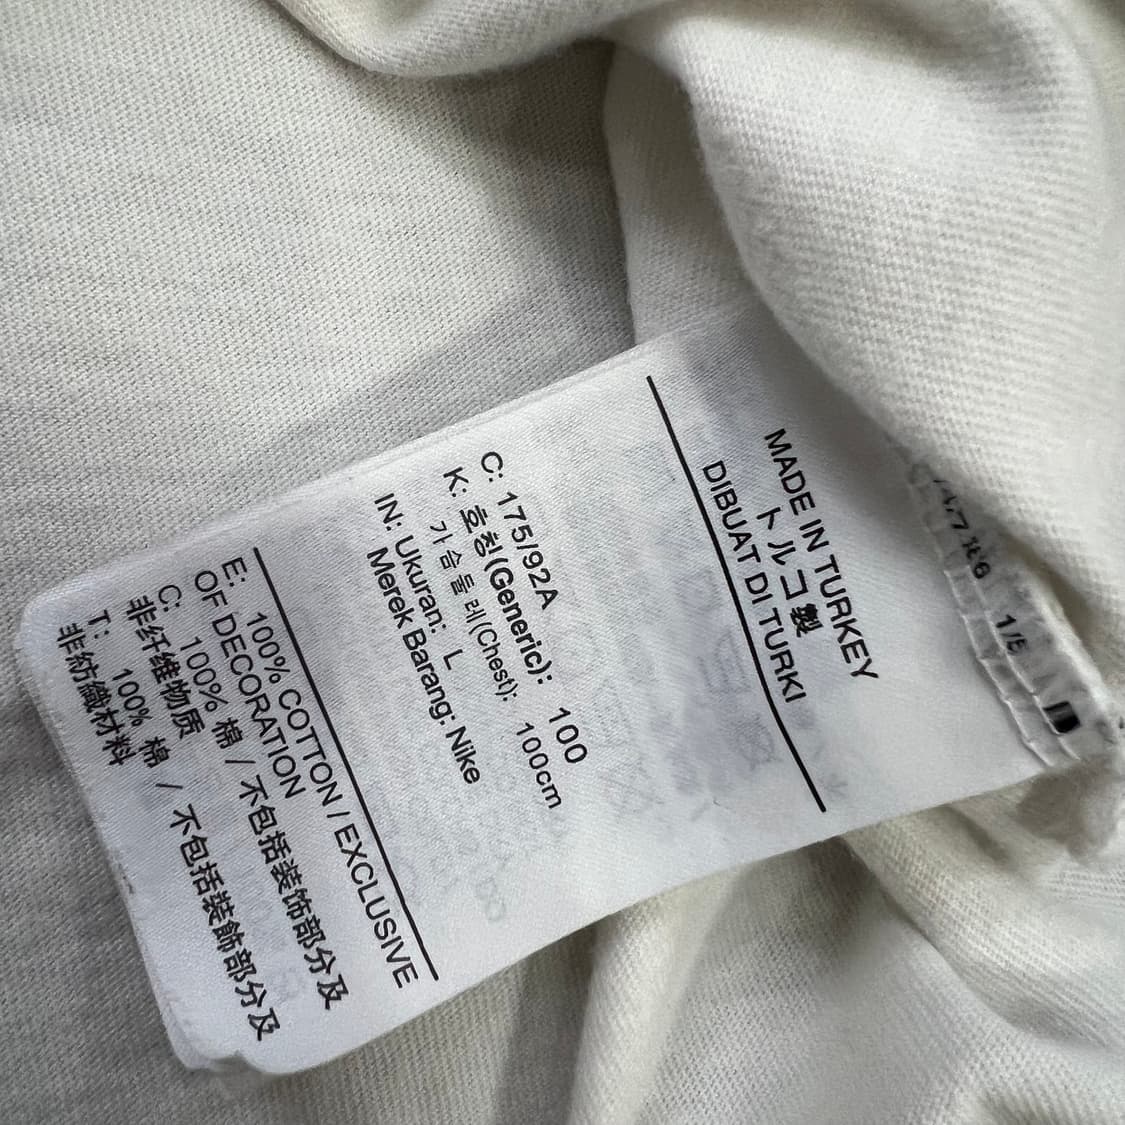 MADE IN TURKEY
トルコ製
DIBUAT DI TURKI
C: 175/92A
K: 호칭(Generic): 100
가슴둘레(Chest): 100cm
IN: Ukuran: L
Merek Barang: Nike
E: 100% COTTON / EXCLUSIVE
OF DECORATION
C: 100% 棉 / 不包括装饰部分及
非纤维物质
T: 100% 棉 / 不包括裝飾部分及
非紡織材料
1/5